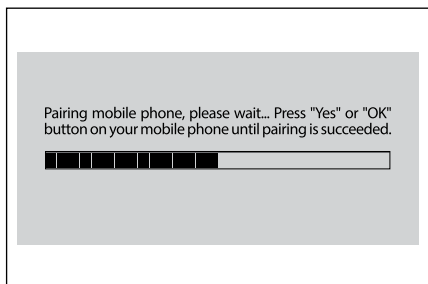 Pairing mobile phone, please wait... Press "Yes" or "OK"
button on your mobile phone until pairing is succeeded.